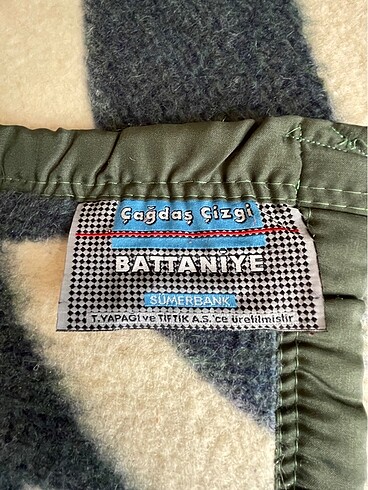 Çağdaş Çizgi
BATTANİYE
SÜMERBANK
T.YAPAĞI ve TİFTİK A.S.'ce üretilmiştir